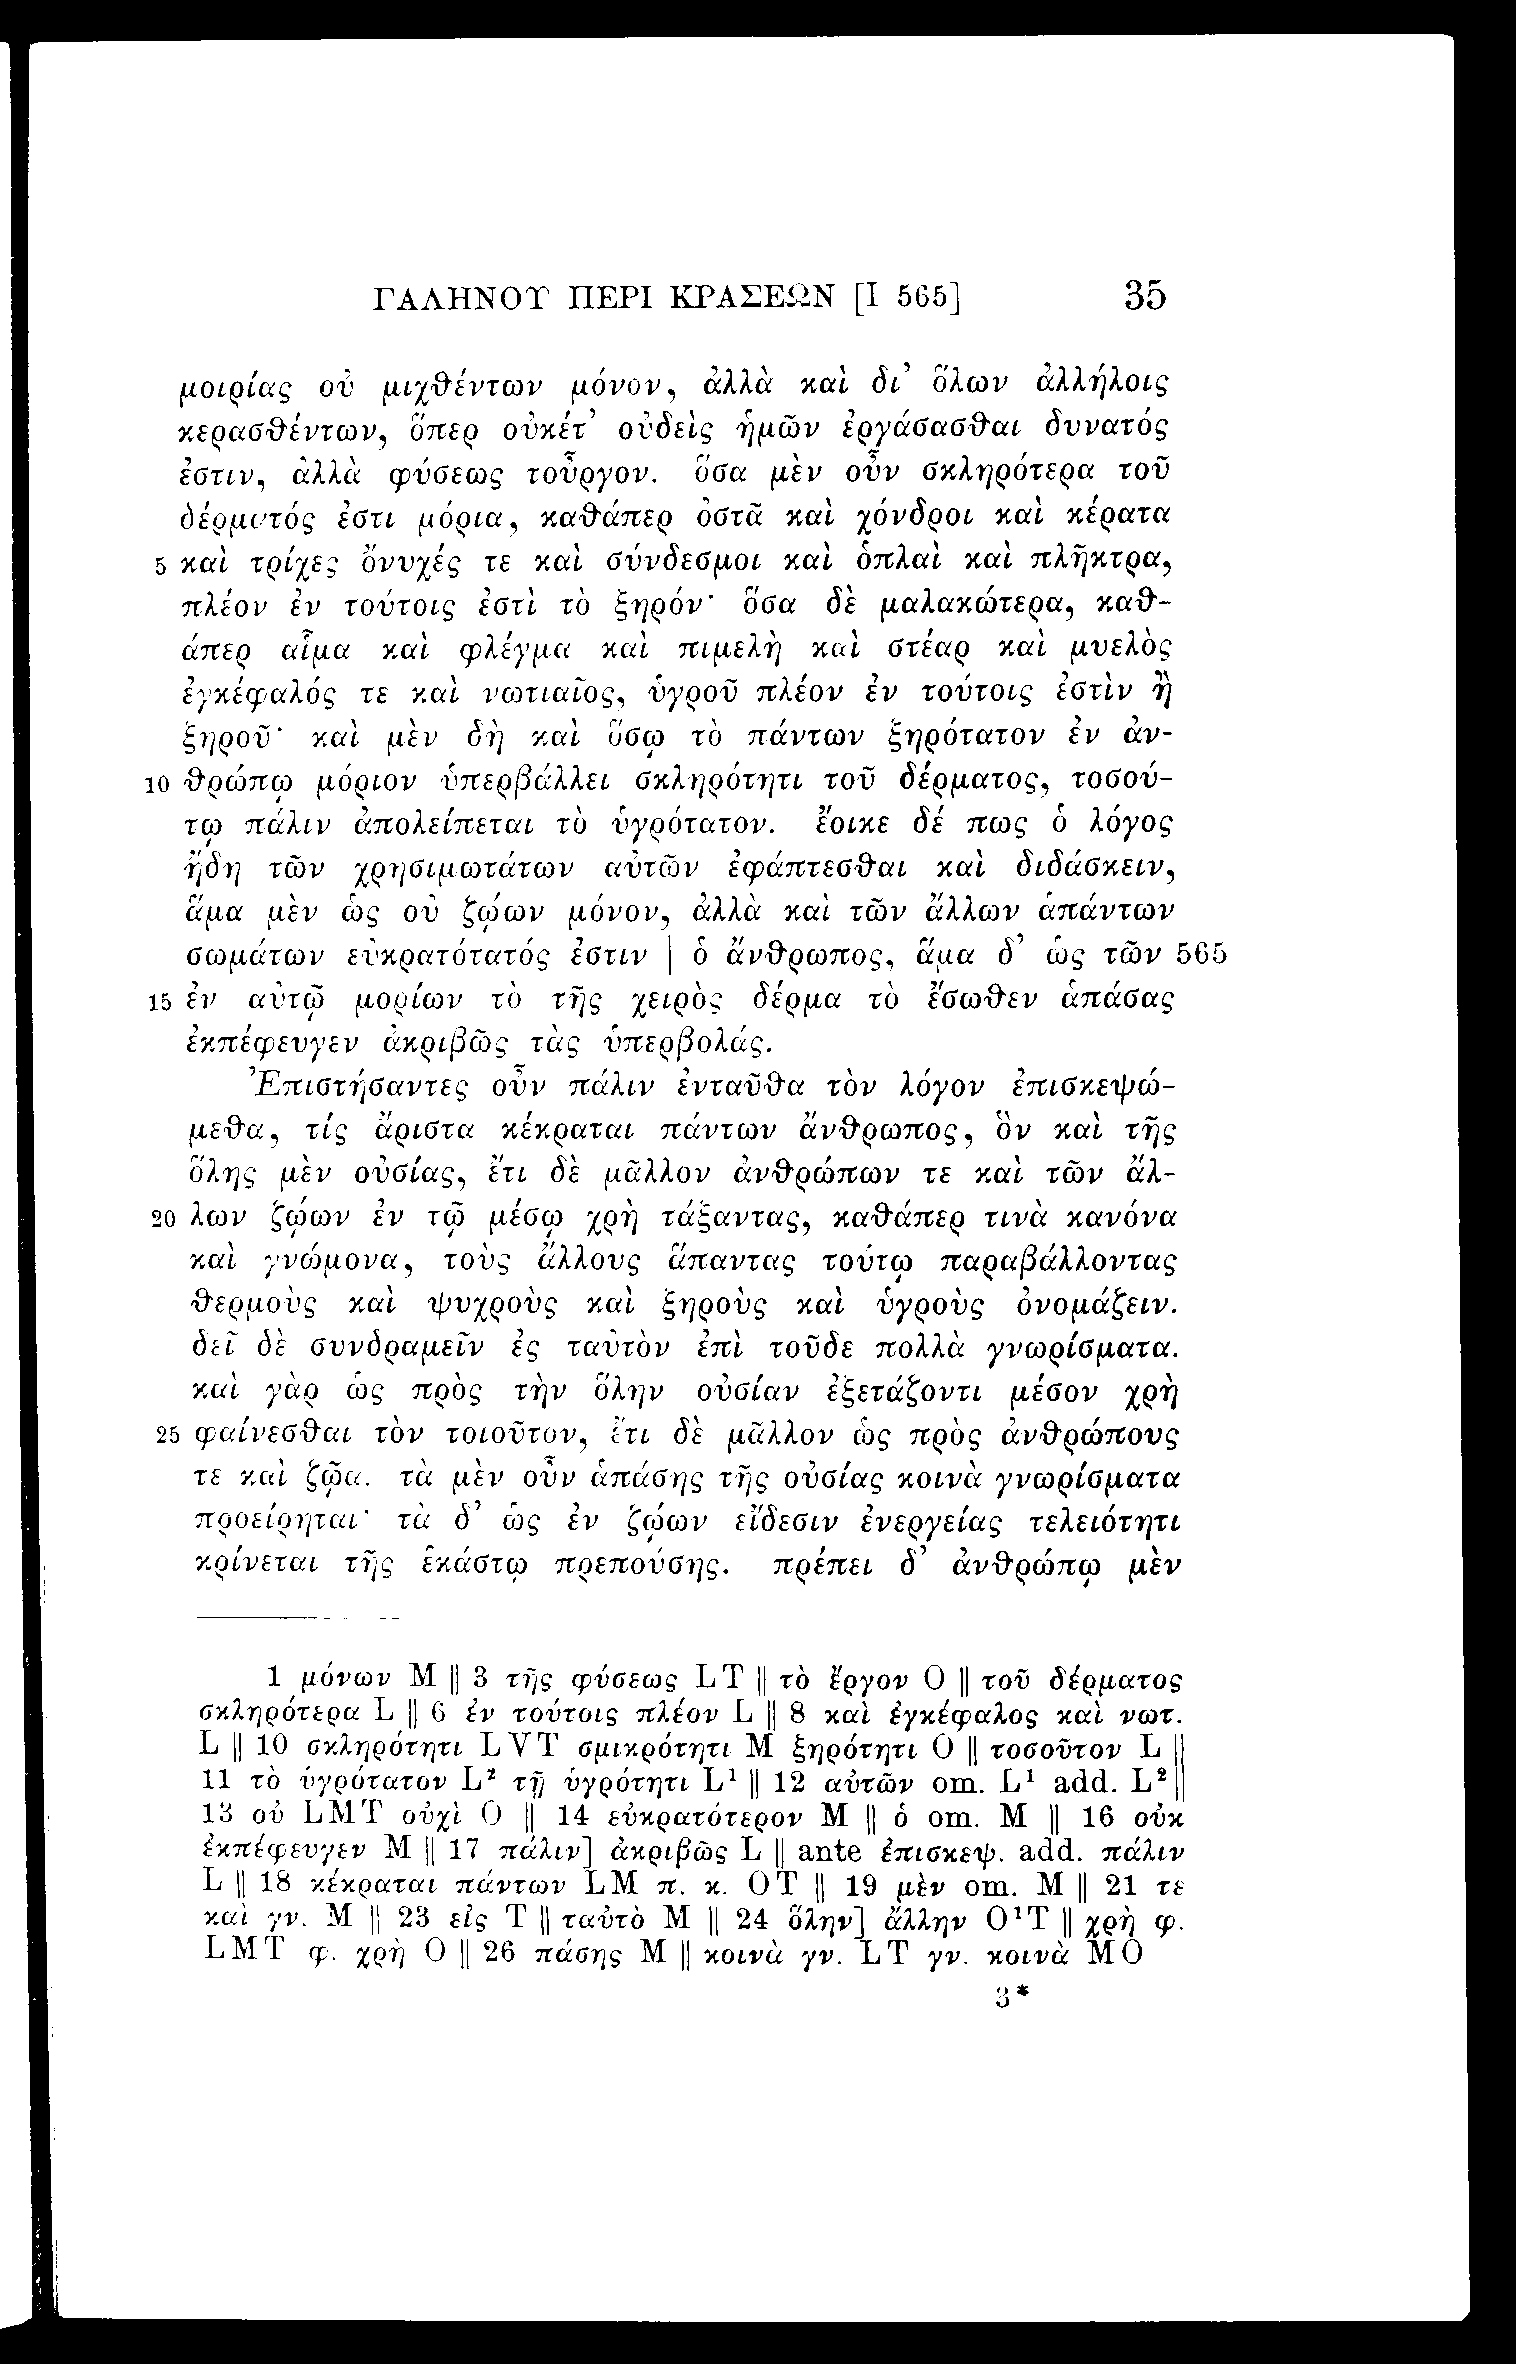 ΓΑΛΗΝΟΥ ΠΕΡΙ ΚΡΑΣΕΩΝ [I 565] 35
μοιρίας οὐ μιχθέντων μόνον, ἀλλὰ καὶ δι᾽ ὅλων ἀλλήλοις
κερασθέντων, ὅπερ οὐκέτ᾽ οὐδεὶς ἡμῶν ἐργάσασθαι δυνατός
ἐστιν, ἀλλὰ φύσεως τοὖργον. ὅσα μὲν οὖν σκληρότερα τοῦ
δέρματός ἐστι μόρια, καθάπερ ὀστᾶ καὶ χόνδροι καὶ κέρατα
5 καὶ τρίχες ὄνυχές τε καὶ σύνδεσμοι καὶ ὁπλαὶ καὶ πλῆκτρα,
πλέον ἐν τούτοις ἐστὶ τὸ ξηρόν· ὅσα δὲ μαλακώτερα, καθ-
άπερ αἷμα καὶ φλέγμα καὶ πιμελὴ καὶ στέαρ καὶ μυελὸς
ἐγκέφαλός τε καὶ νωτιαῖος, ὑγροῦ πλέον ἐν τούτοις ἐστὶν ἢ
ξηροῦ· καὶ μὲν δὴ καὶ ὅσῳ τὸ πάντων ξηρότατον ἐν ἀν-
10 θρώπῳ μόριον ὑπερβάλλει σκληρότητι τοῦ δέρματος, τοσού-
τῳ πάλιν ἀπολείπεται τὸ ὑγρότατον. ἔοικε δέ πως ὁ λόγος
ἤδη τῶν χρησιμωτάτων αὐτῶν ἐφάπτεσθαι καὶ διδάσκειν,
ἅμα μὲν ὡς οὐ ζῴων μόνον, ἀλλὰ καὶ τῶν ἄλλων ἁπάντων
σωμάτων εὐκρατότατός ἐστιν | ὁ ἄνθρωπος, ἅμα δ᾽ ὡς τῶν 565
15 ἐν αὐτῷ μορίων τὸ τῆς χειρὸς δέρμα τὸ ἔσωθεν ἁπάσας
ἐκπέφευγεν ἀκριβῶς τὰς ὑπερβολάς.
Ἐπιστήσαντες οὖν πάλιν ἐνταῦθα τὸν λόγον ἐπισκεψώ-
μεθα, τίς ἄριστα κέκραται πάντων ἄνθρωπος, ὃν καὶ τῆς
ὅλης μὲν οὐσίας, ἔτι δὲ μᾶλλον ἀνθρώπων τε καὶ τῶν ἄλ-
20 λων ζῴων ἐν τῷ μέσῳ χρὴ τάξαντας, καθάπερ τινὰ κανόνα
καὶ γνώμονα, τοὺς ἄλλους ἅπαντας τούτῳ παραβάλλοντας
θερμοὺς καὶ ψυχροὺς καὶ ξηροὺς καὶ ὑγροὺς ὀνομάζειν.
δεῖ δὲ συνδραμεῖν ἐς ταὐτὸν ἐπὶ τοῦδε πολλὰ γνωρίσματα.
καὶ γὰρ ὡς πρὸς τὴν ὅλην οὐσίαν ἐξετάζοντι μέσον χρὴ
25 φαίνεσθαι τὸν τοιοῦτον, ἔτι δὲ μᾶλλον ὡς πρὸς ἀνθρώπους
τε καὶ ζῷα. τὰ μὲν οὖν ἁπάσης τῆς οὐσίας κοινὰ γνωρίσματα
προείρηται· τὰ δ᾽ ὡς ἐν ζῴων εἴδεσιν ἐνεργείας τελειότητι
κρίνεται τῆς ἑκάστῳ πρεπούσης. πρέπει δ᾽ ἀνθρώπῳ μὲν
1 μόνων M ‖ 3 τῆς φύσεως LT ‖ τὸ ἔργον O ‖ τοῦ δέρματος
σκληρότερα L ‖ 6 ἐν τούτοις πλέον L ‖ 8 καὶ ἐγκέφαλος καὶ νωτ.
L ‖ 10 σκληρότητι LVT σμικρότητι M ξηρότητι O ‖ τοσοῦτον L ‖
11 τὸ ὑγρότατον L² τῇ ὑγρότητι L¹ ‖ 12 αὐτῶν om. L¹ add. L² ‖
13 οὐ LMT οὐχὶ O ‖ 14 εὐκρατότερον M ‖ ὁ om. M ‖ 16 οὐκ
ἐκπέφευγεν M ‖ 17 πάλιν] ἀκριβῶς L ‖ ante ἐπισκεψ. add. πάλιν
L ‖ 18 κέκραται πάντων LM π. κ. OT ‖ 19 μὲν om. M ‖ 21 τε
καὶ γν. M ‖ 23 εἰς T ‖ ταὐτὸ M ‖ 24 ὅλην] ἄλλην O¹T ‖ χρὴ φ.
LMT φ. χρὴ O ‖ 26 πάσης M ‖ κοινὰ γν. LT γν. κοινὰ MO
3*